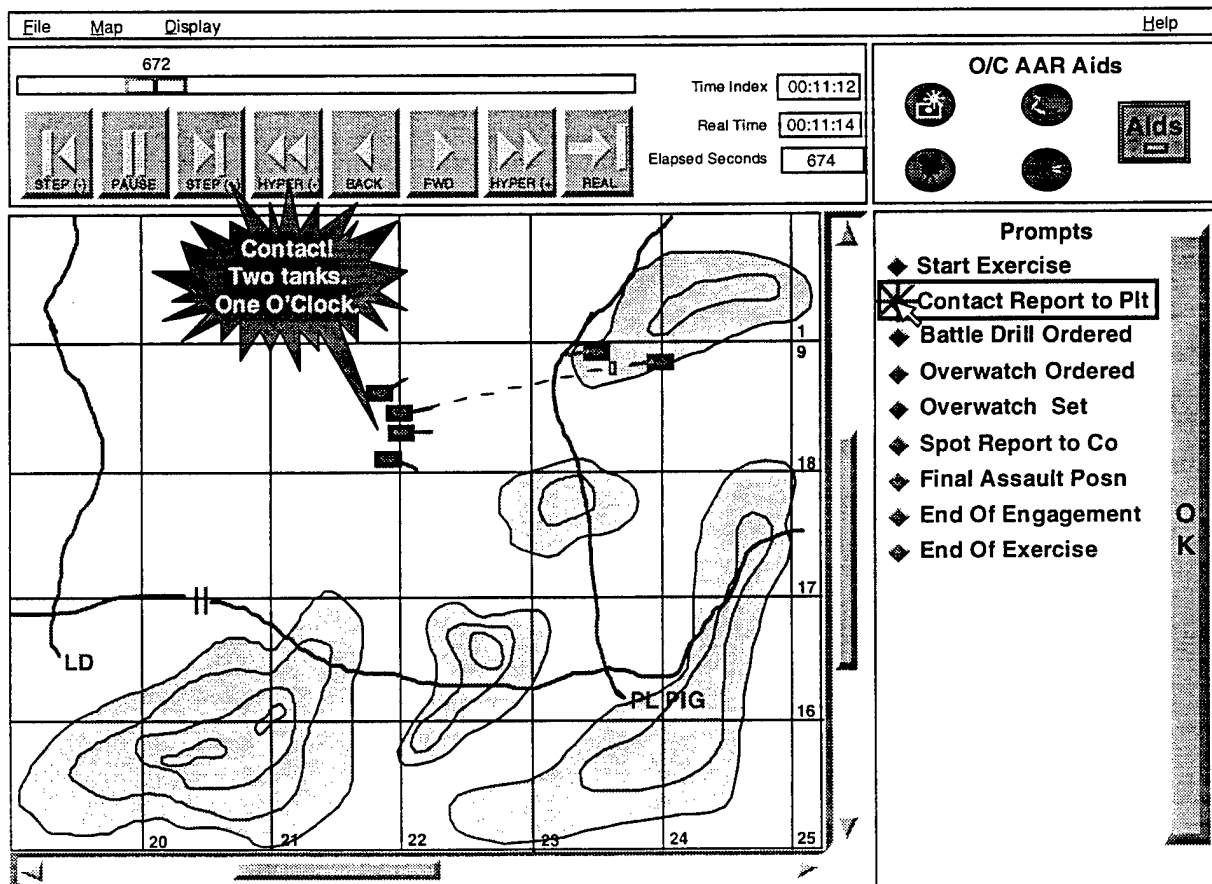 File Map Display Help
672
Time Index 00:11:12
Real Time 00:11:14
Elapsed Seconds 674
STEP (-) PAUSE STEP (+) HYPER (-) BACK FWD HYPER (+) REAL
O/C AAR Aids
Aids
Contact!
Two tanks.
One O'Clock.
Prompts
Start Exercise
Contact Report to Plt
Battle Drill Ordered
Overwatch Ordered
Overwatch Set
Spot Report to Co
Final Assault Posn
End Of Engagement
End Of Exercise
O
K
1
9
18
17
LD
PL PIG
16
20 21 22 23 24 25